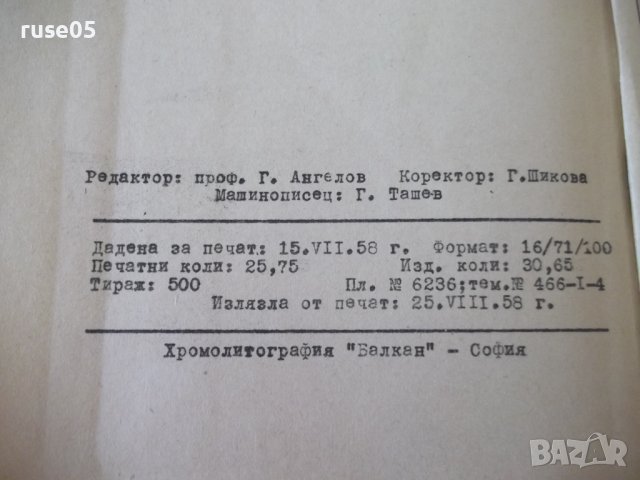 ruse05
Редактор: проф. Г. Ангелов Коректор: Г.Шикова
Машинописец: Г. Ташев
Дадена за печат: 15.VII.58 г. Формат: 16/71/100
Печатни коли: 25,75 Изд. коли: 30,65
Тираж: 500 Пл. № 6236; тем.№ 466-I-4
Излязла от печат: 25.VIII.58 г.
Хромолитография "Балкан" - София
BAZAR